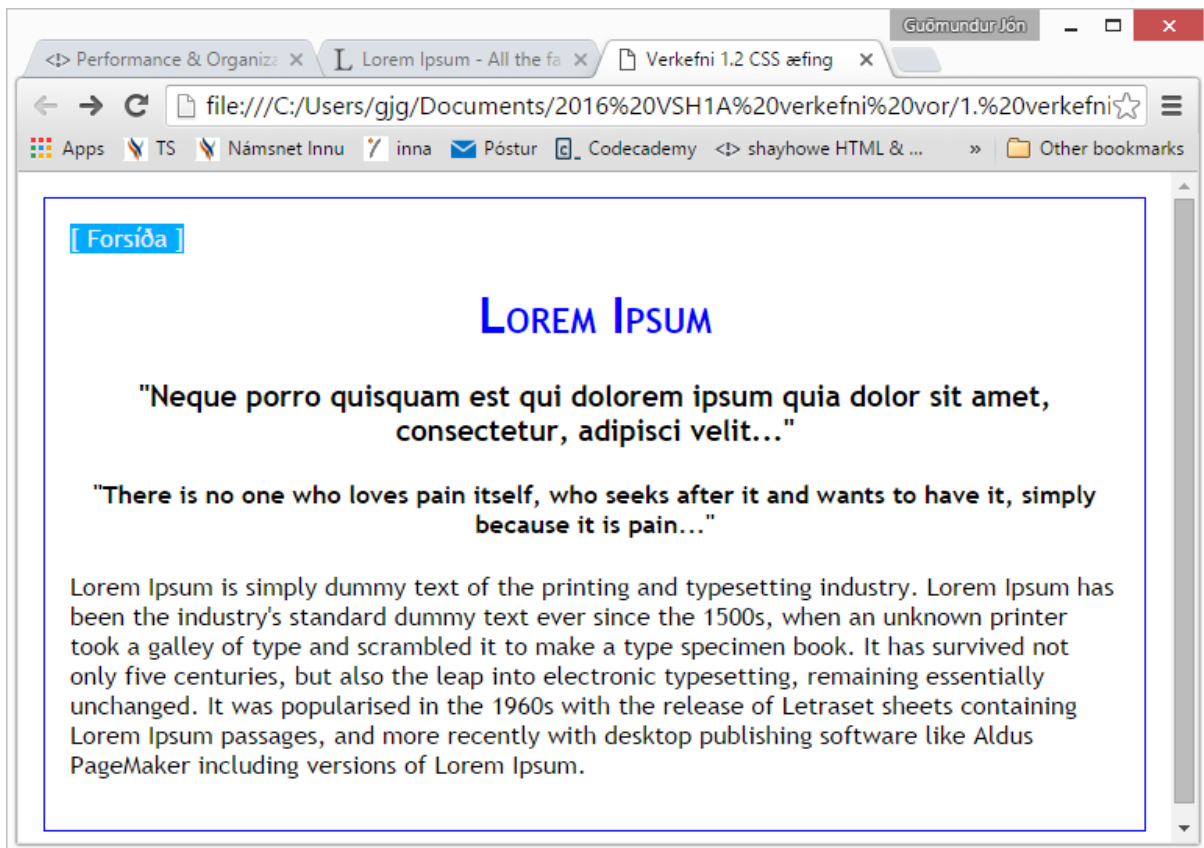 Guðmundur Jón
Performance & Organiza
Lorem Ipsum - All the fa
Verkefni 1.2 CSS æfing
file:///C:/Users/gjg/Documents/2016%20VSH1A%20verkefni%20vor/1.%20verkefni
Apps TS Námsnet Innu inna Póstur Codecademy shayhowe HTML & ... » Other bookmarks
[ Forsíða ]
Lorem Ipsum
"Neque porro quisquam est qui dolorem ipsum quia dolor sit amet,
consectetur, adipisci velit..."
"There is no one who loves pain itself, who seeks after it and wants to have it, simply
because it is pain..."
Lorem Ipsum is simply dummy text of the printing and typesetting industry. Lorem Ipsum has
been the industry's standard dummy text ever since the 1500s, when an unknown printer
took a galley of type and scrambled it to make a type specimen book. It has survived not
only five centuries, but also the leap into electronic typesetting, remaining essentially
unchanged. It was popularised in the 1960s with the release of Letraset sheets containing
Lorem Ipsum passages, and more recently with desktop publishing software like Aldus
PageMaker including versions of Lorem Ipsum.